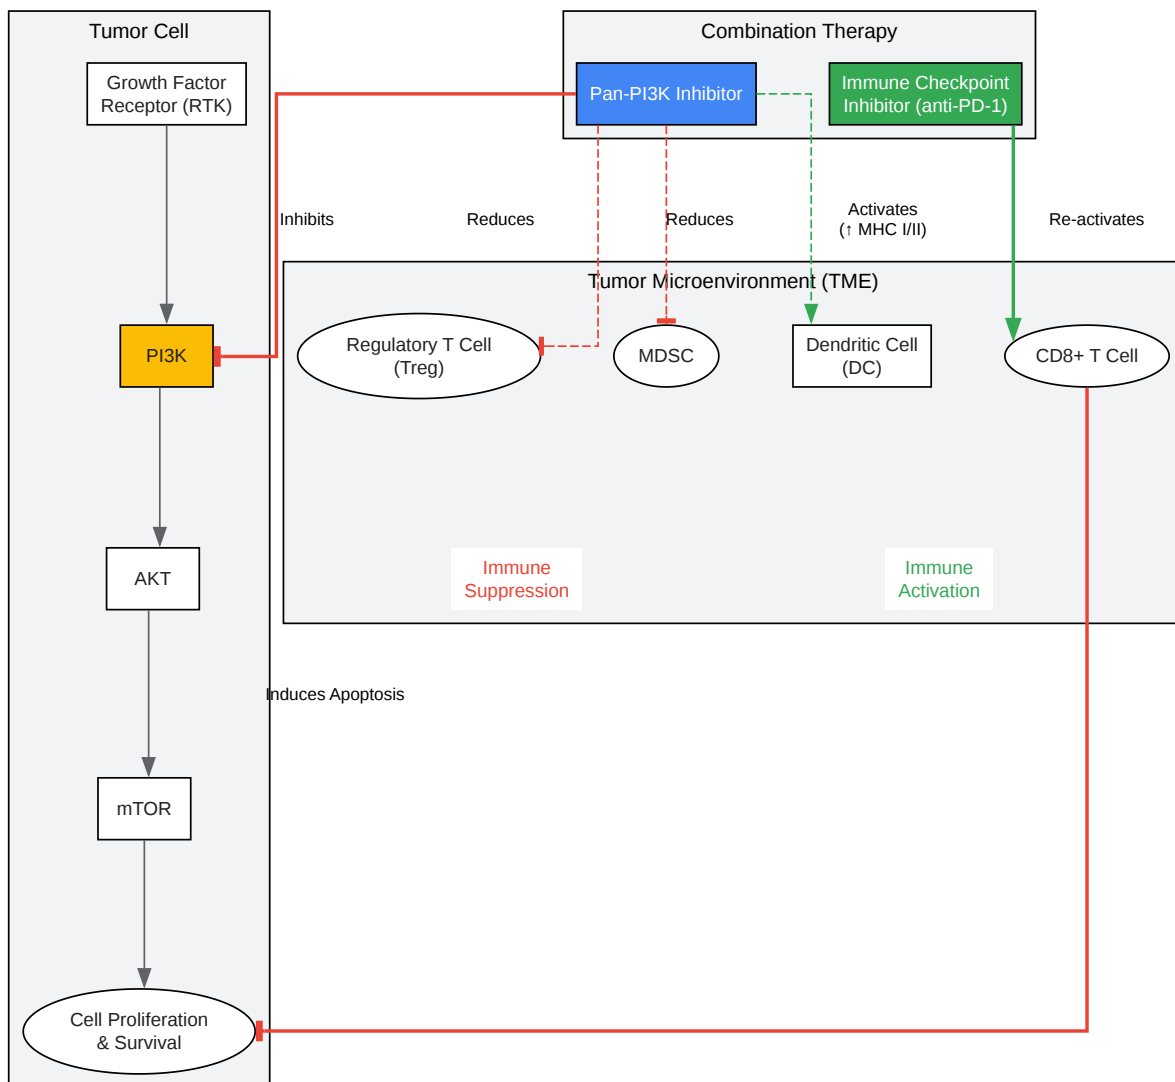 Tumor Cell
Growth Factor
Receptor (RTK)
Combination Therapy
Pan-PI3K Inhibitor
Immune Checkpoint
Inhibitor (anti-PD-1)
Inhibits
Reduces
Reduces
Activates
(↑ MHC I/II)
Re-activates
Tumor Microenvironment (TME)
PI3K
Regulatory T Cell
(Treg)
MDSC
Dendritic Cell
(DC)
CD8+ T Cell
AKT
Immune
Suppression
Immune
Activation
Induces Apoptosis
mTOR
Cell Proliferation
& Survival